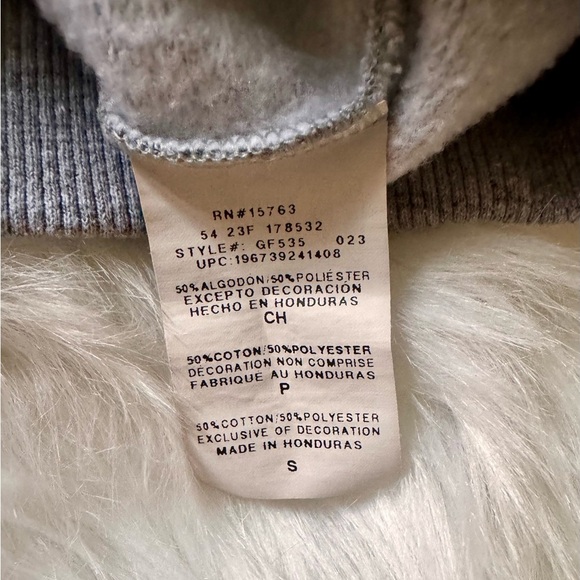 RN#15763
54 23F 178532
STYLE#: GF535 023
UPC:196739241408
50%ALGODÓN/50%POLIÉSTER
EXCEPTO DECORACIÓN
HECHO EN HONDURAS
CH
50%COTON/50%POLYESTER
DÉCORATION NON COMPRISE
FABRIQUE AU HONDURAS
P
50%COTTON/50%POLYESTER
EXCLUSIVE OF DECORATION
MADE IN HONDURAS
S